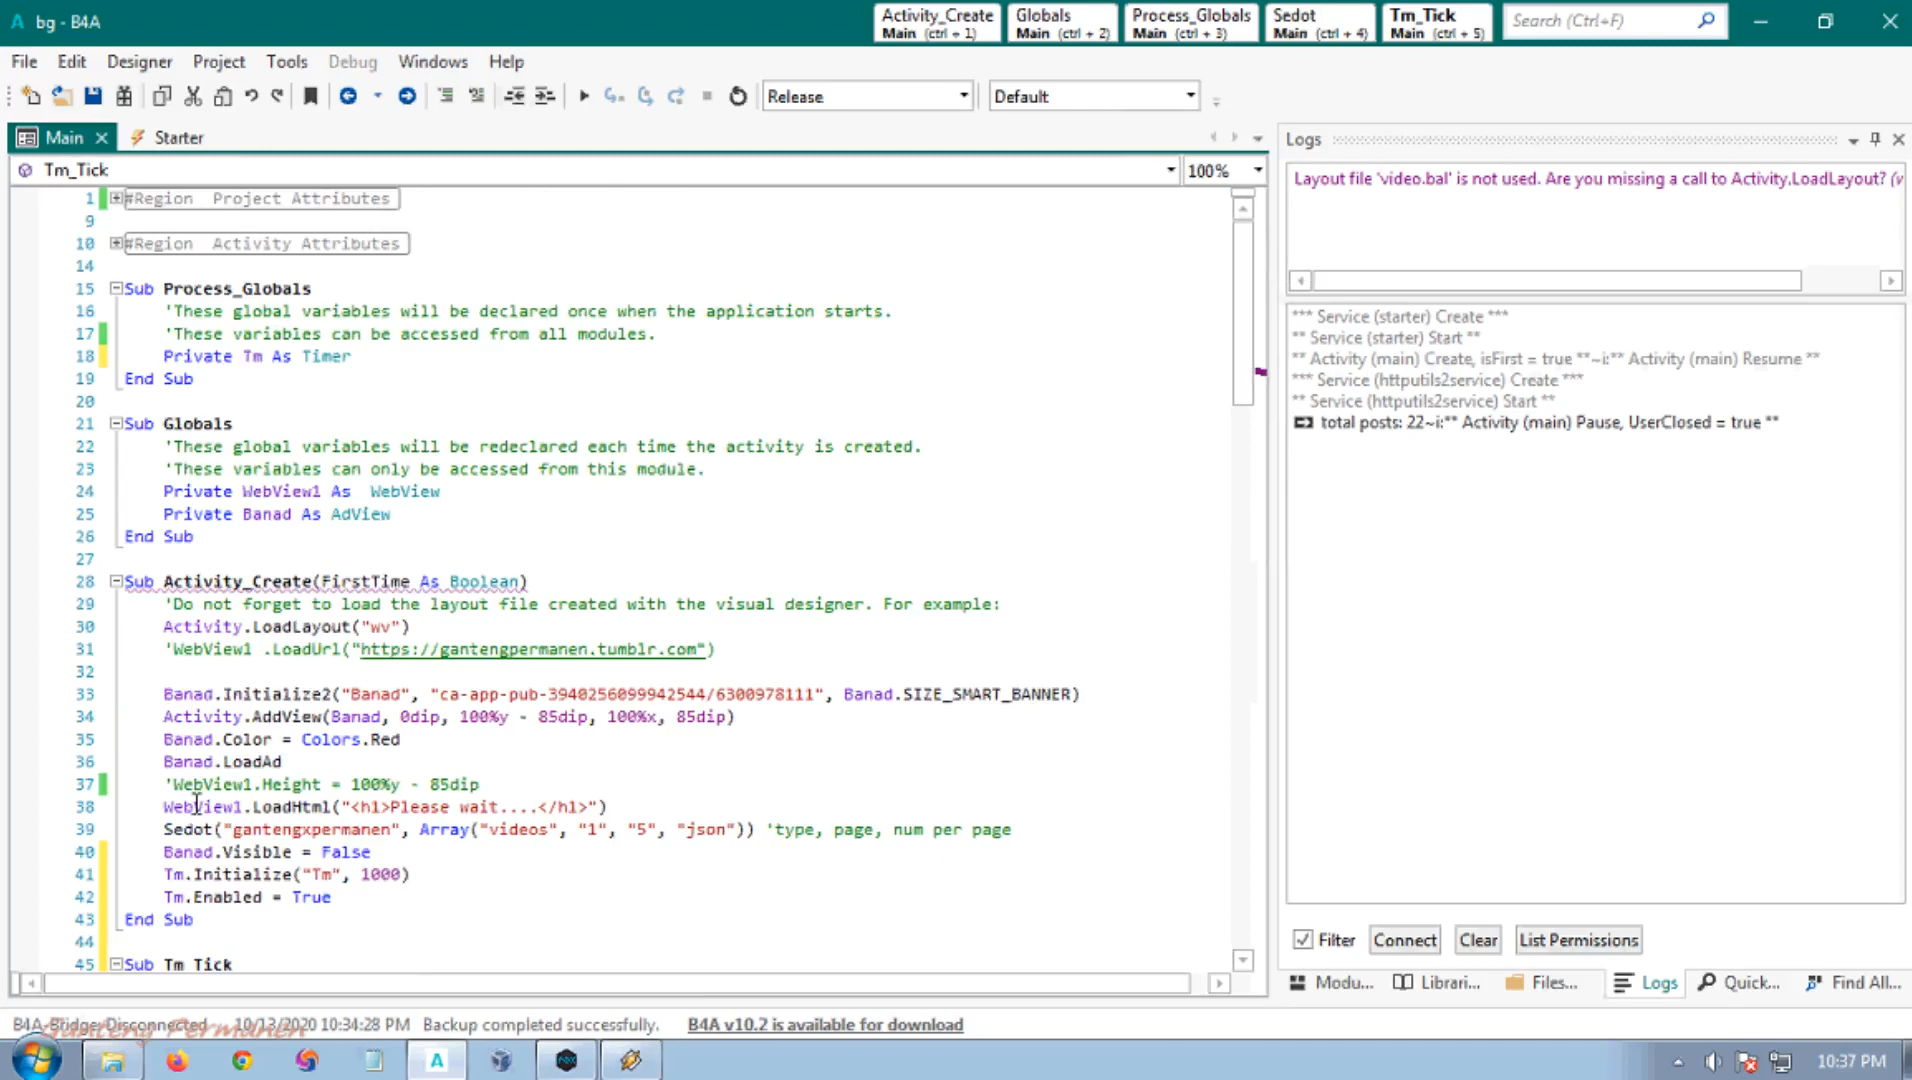 bg - B4A
Activity_Create
Main (ctrl + 1)
Globals
Main (ctrl + 2)
Process_Globals
Main (ctrl + 3)
Sedot
Main (ctrl + 4)
Tm_Tick
Main (ctrl + 5)
Search (Ctrl+F)
File Edit Designer Project Tools Debug Windows Help
Release
Default
Main
Starter
Tm_Tick
100%
1 #Region Project Attributes
9
10 #Region Activity Attributes
14
15 Sub Process_Globals
16 'These global variables will be declared once when the application starts.
17 'These variables can be accessed from all modules.
18 Private Tm As Timer
19 End Sub
20
21 Sub Globals
22 'These global variables will be redeclared each time the activity is created.
23 'These variables can only be accessed from this module.
24 Private WebView1 As  WebView
25 Private Banad As AdView
26 End Sub
27
28 Sub Activity_Create(FirstTime As Boolean)
29 'Do not forget to load the layout file created with the visual designer. For example:
30 Activity.LoadLayout("wv")
31 'WebView1 .LoadUrl("https://gantengpermanen.tumblr.com")
32
33 Banad.Initialize2("Banad", "ca-app-pub-3940256099942544/6300978111", Banad.SIZE_SMART_BANNER)
34 Activity.AddView(Banad, 0dip, 100%y - 85dip, 100%x, 85dip)
35 Banad.Color = Colors.Red
36 Banad.LoadAd
37 'WebView1.Height = 100%y - 85dip
38 WebView1.LoadHtml("<h1>Please wait....</h1>")
39 Sedot("gantengxpermanen", Array("videos", "1", "5", "json")) 'type, page, num per page
40 Banad.Visible = False
41 Tm.Initialize("Tm", 1000)
42 Tm.Enabled = True
43 End Sub
44
45 Sub Tm_Tick
Logs
Layout file 'video.bal' is not used. Are you missing a call to Activity.LoadLayout?
*** Service (starter) Create ***
** Service (starter) Start **
** Activity (main) Create, isFirst = true **~i:** Activity (main) Resume **
*** Service (httputils2service) Create ***
** Service (httputils2service) Start **
total posts: 22~i:** Activity (main) Pause, UserClosed = true **
Filter
Connect
Clear
List Permissions
Modu...
Librari...
Files...
Logs
Quick...
Find All...
B4A-Bridge: Disconnected
10/13/2020 10:34:28 PM
Backup completed successfully.
B4A v10.2 is available for download
Ganteng Permanen
10:37 PM